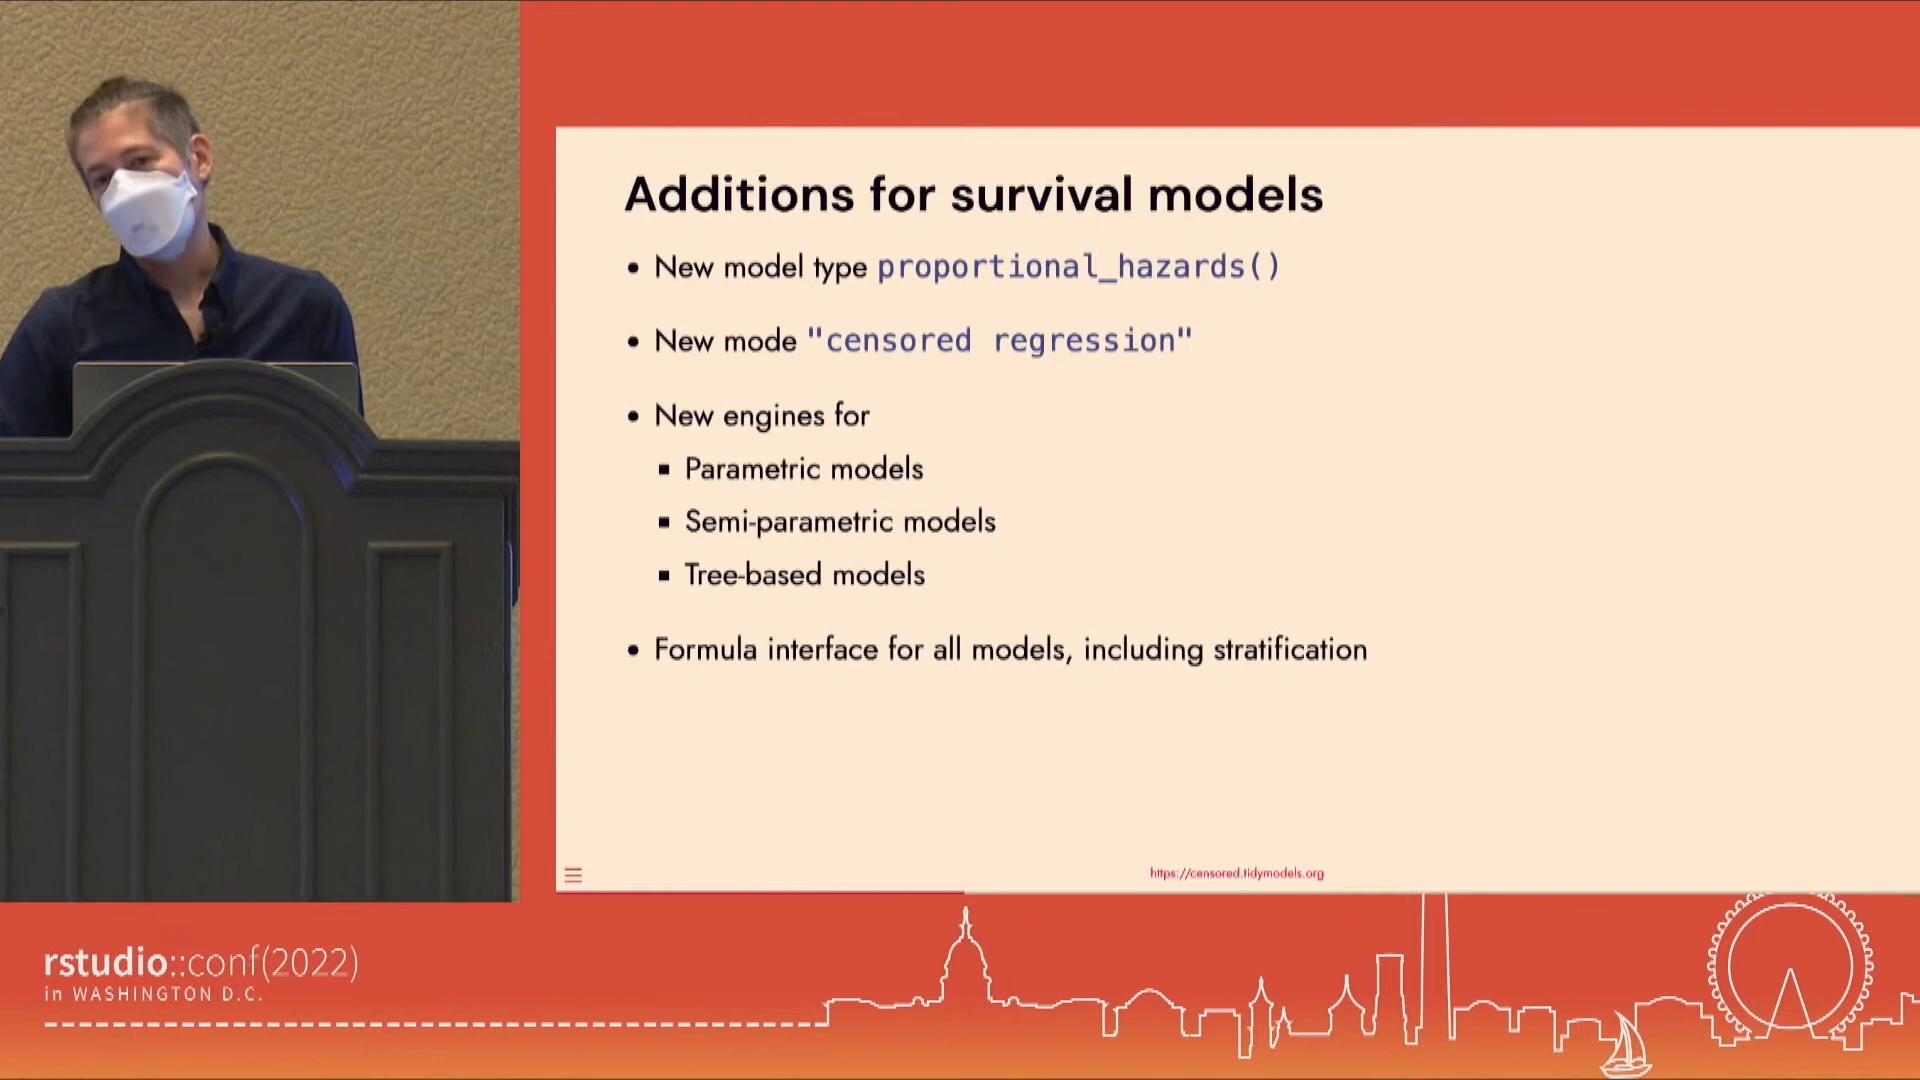 Additions for survival models
• New model type proportional_hazards()
• New mode "censored regression"
• New engines for
▪ Parametric models
▪ Semi-parametric models
▪ Tree-based models
• Formula interface for all models, including stratification
https://censored.tidymodels.org
rstudio::conf(2022)
in WASHINGTON D.C.